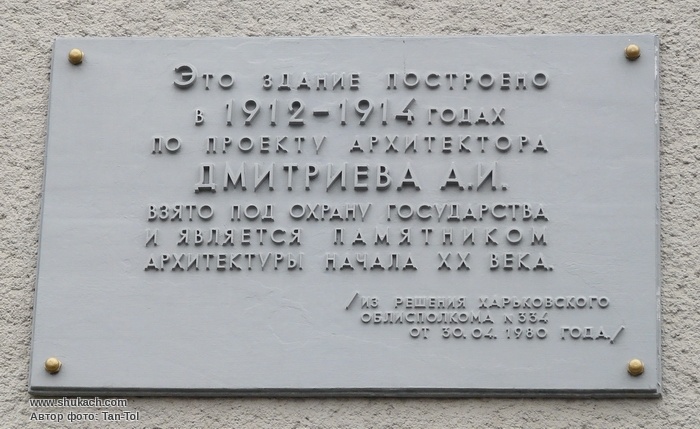 Это здание построено
в 1912-1914 годах
по проекту архитектора
ДМИТРИЕВА А.И.
взято под охрану государства
и является памятником
архитектуры начала XX века.
/из решения Харьковского
облисполкома N 334
от 30.04.1980 года/
www.shukach.com
Автор фото: Tan-Tol